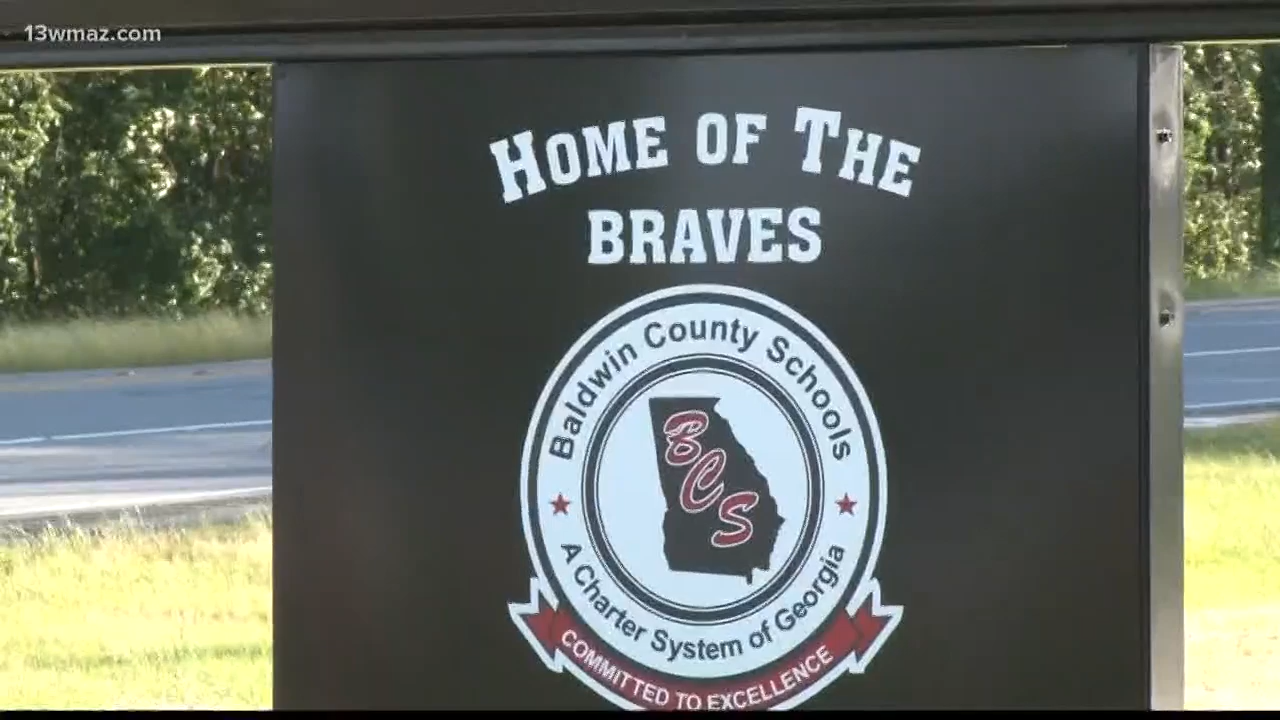 13wmaz.com
HOME OF THE
BRAVES
Baldwin County Schools
BCS
A Charter System of Georgia
COMMITTED TO EXCELLENCE